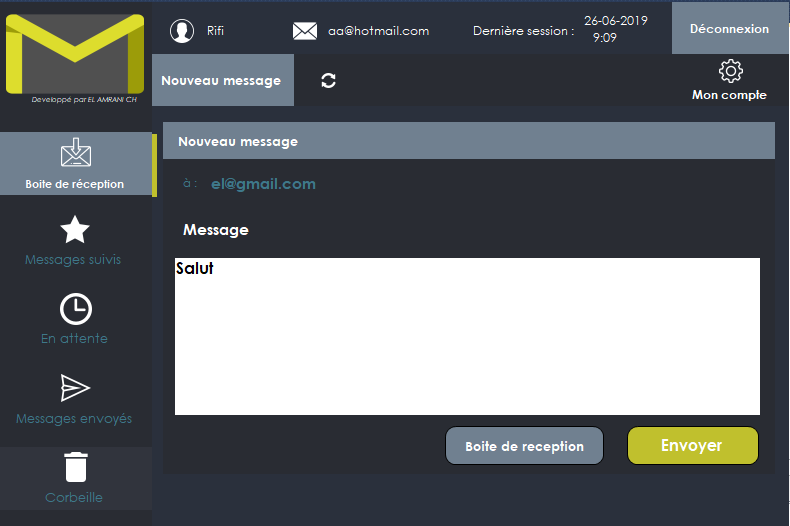 Rifi
aa@hotmail.com
Dernière session :
26-06-2019
9:09
Déconnexion
Developpé par EL AMRANI CH
Nouveau message
Mon compte
Boite de réception
Messages suivis
En attente
Messages envoyés
Corbeille
Nouveau message
à :
el@gmail.com
Message
Salut
Boite de reception
Envoyer